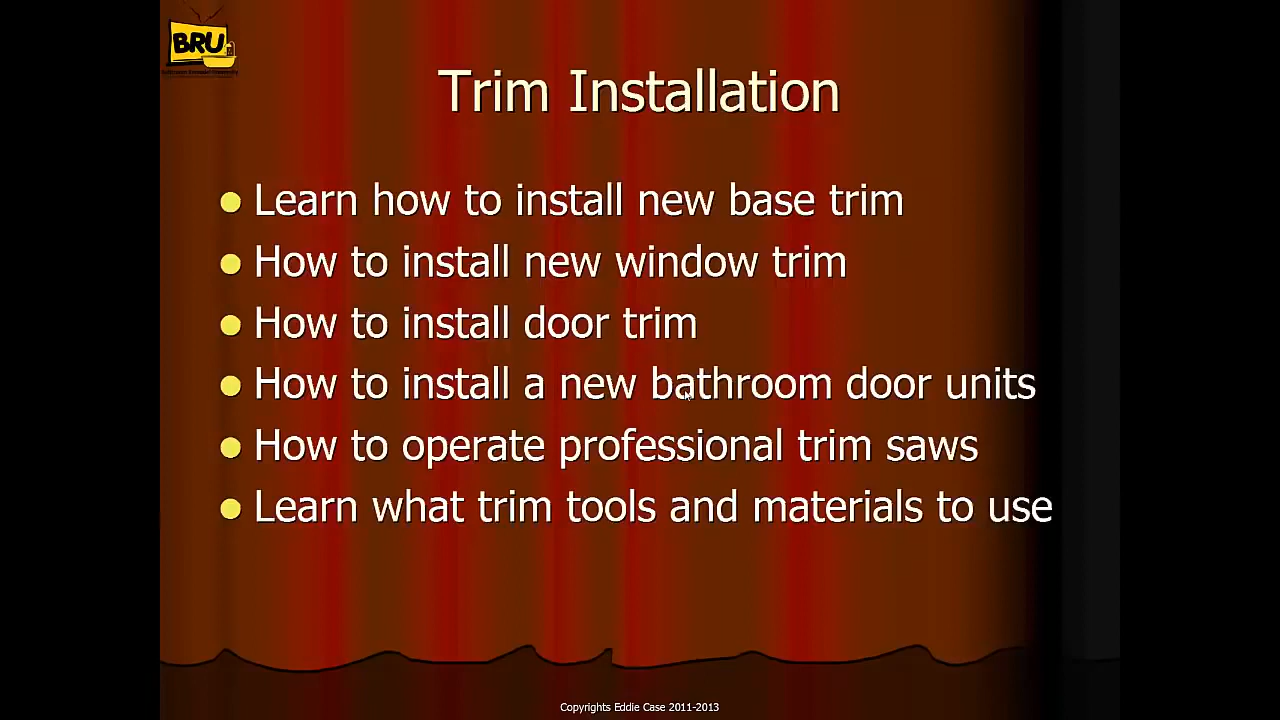 BRU
Trim Installation
Learn how to install new base trim
How to install new window trim
How to install door trim
How to install a new bathroom door units
How to operate professional trim saws
Learn what trim tools and materials to use
Copyrights Eddie Case 2011-2013